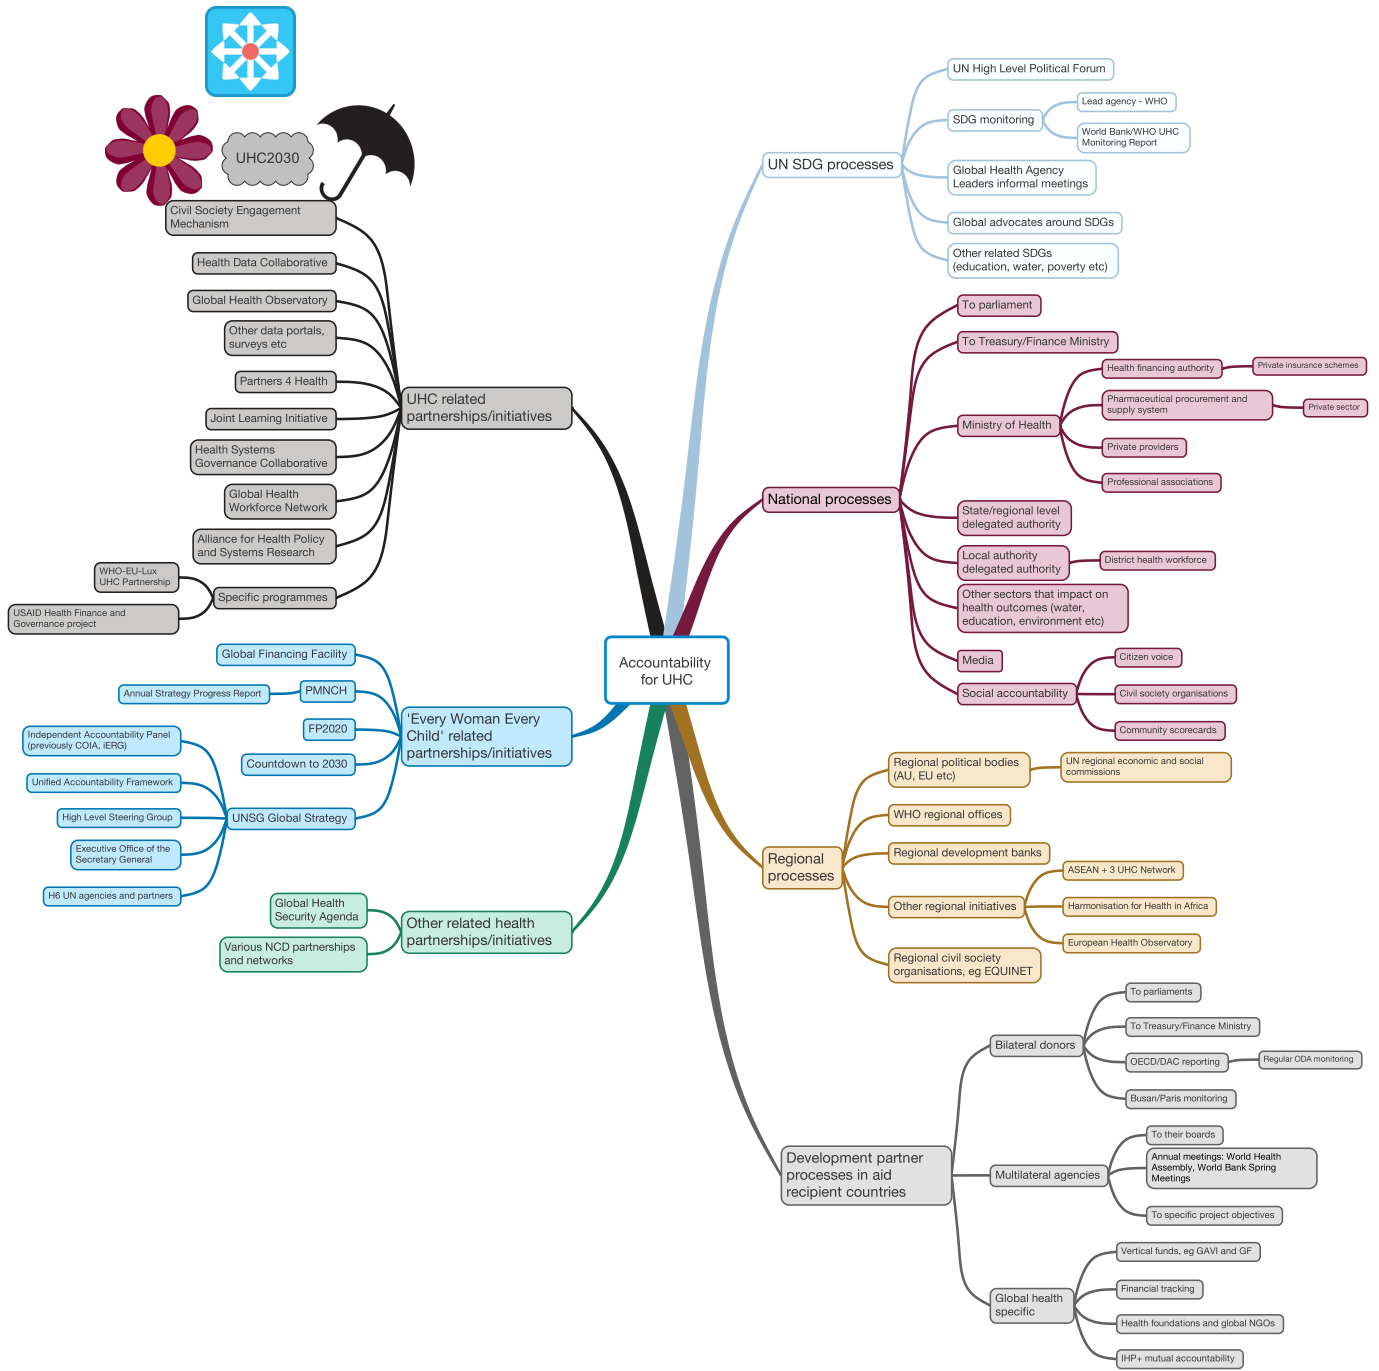 UHC2030
Civil Society Engagement
Mechanism
Health Data Collaborative
Global Health Observatory
Other data portals,
surveys etc
Partners 4 Health
Joint Learning Initiative
Health Systems
Governance Collaborative
Global Health
Workforce Network
Alliance for Health Policy
and Systems Research
Specific programmes
WHO-EU-Lux
UHC Partnership
USAID Health Finance and
Governance project
UHC related
partnerships/initiatives
Global Financing Facility
PMNCH
Annual Strategy Progress Report
FP2020
Countdown to 2030
UNSG Global Strategy
Independent Accountability Panel
(previously COIA, iERG)
Unified Accountability Framework
High Level Steering Group
Executive Office of the
Secretary General
H6 UN agencies and partners
'Every Woman Every
Child' related
partnerships/initiatives
Global Health
Security Agenda
Various NCD partnerships
and networks
Other related health
partnerships/initiatives
Accountability
for UHC
UN SDG processes
UN High Level Political Forum
SDG monitoring
Lead agency - WHO
World Bank/WHO UHC
Monitoring Report
Global Health Agency
Leaders informal meetings
Global advocates around SDGs
Other related SDGs
(education, water, poverty etc)
National processes
To parliament
To Treasury/Finance Ministry
Ministry of Health
Health financing authority
Private insurance schemes
Pharmaceutical procurement and
supply system
Private sector
Private providers
Professional associations
State/regional level
delegated authority
Local authority
delegated authority
District health workforce
Other sectors that impact on
health outcomes (water,
education, environment etc)
Media
Social accountability
Citizen voice
Civil society organisations
Community scorecards
Regional
processes
Regional political bodies
(AU, EU etc)
UN regional economic and social
commissions
WHO regional offices
Regional development banks
Other regional initiatives
ASEAN + 3 UHC Network
Harmonisation for Health in Africa
European Health Observatory
Regional civil society
organisations, eg EQUINET
Development partner
processes in aid
recipient countries
Bilateral donors
To parliaments
To Treasury/Finance Ministry
OECD/DAC reporting
Regular ODA monitoring
Busan/Paris monitoring
Multilateral agencies
To their boards
Annual meetings: World Health
Assembly, World Bank Spring
Meetings
To specific project objectives
Global health
specific
Vertical funds, eg GAVI and GF
Financial tracking
Health foundations and global NGOs
IHP+ mutual accountability